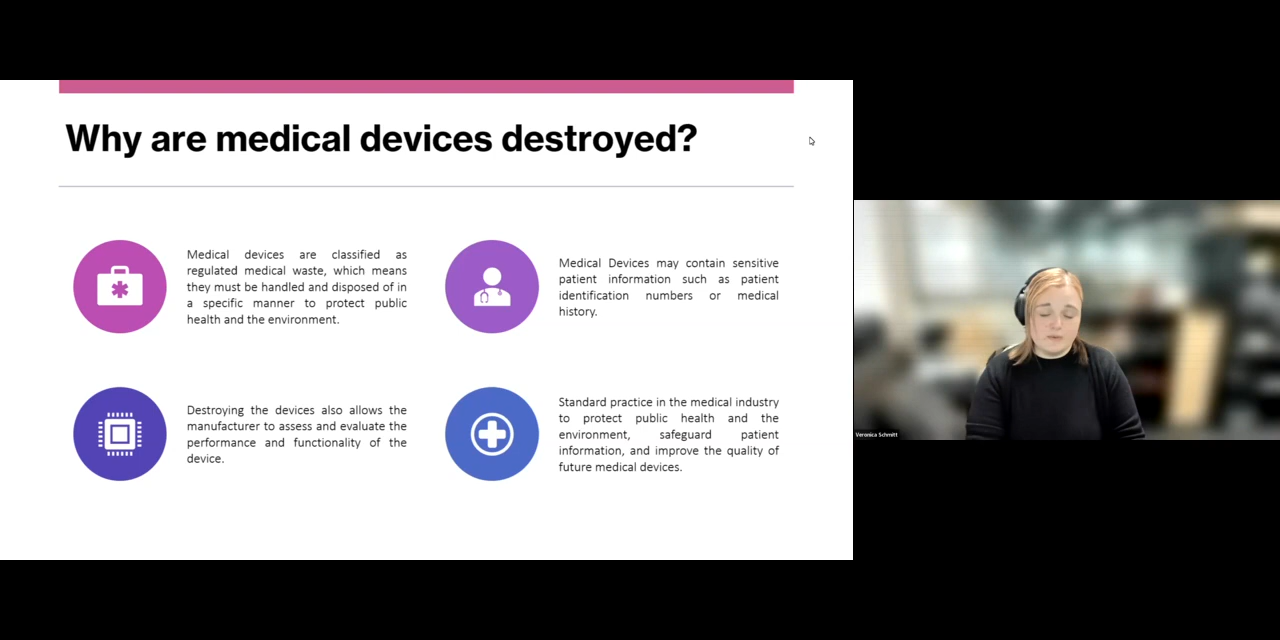 Why are medical devices destroyed?
Medical devices are classified as
regulated medical waste, which means
they must be handled and disposed of in
a specific manner to protect public
health and the environment.
Medical Devices may contain sensitive
patient information such as patient
identification numbers or medical
history.
Destroying the devices also allows the
manufacturer to assess and evaluate the
performance and functionality of the
device.
Standard practice in the medical industry
to protect public health and the
environment, safeguard patient
information, and improve the quality of
future medical devices.
Veronica Schmitt